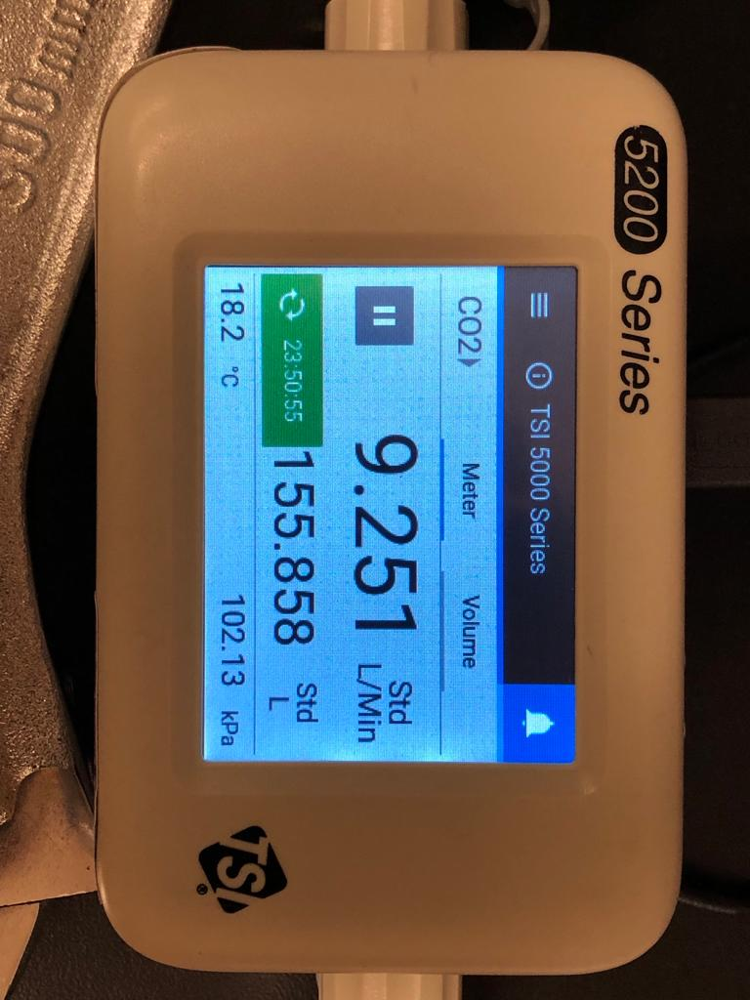 5200 Series
TSI 5000 Series
CO2
Meter
Volume
9.251 Std L/Min
23:50:55
155.858 Std L
18.2 °C
102.13 kPa
TSI®